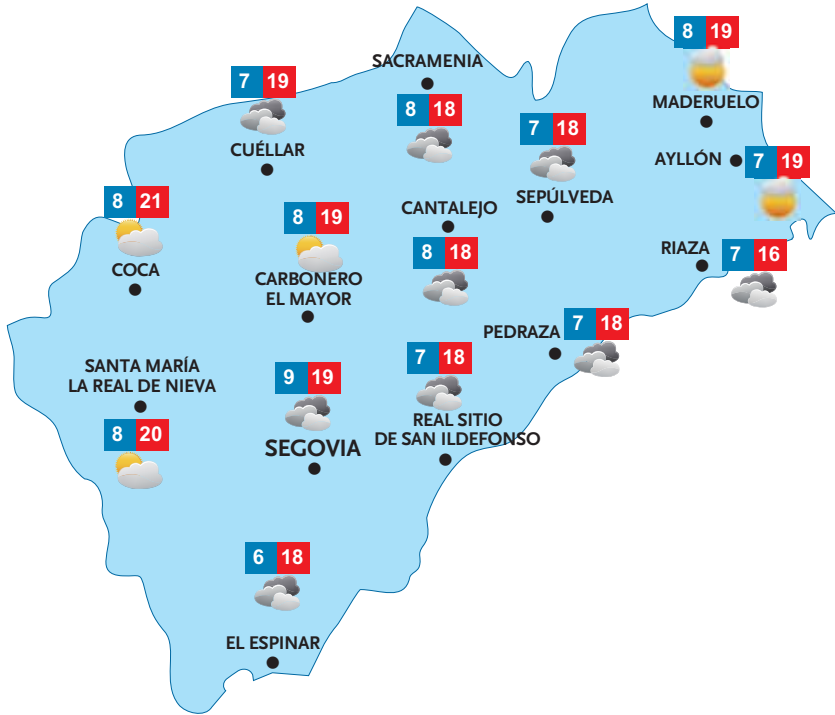 8 19
SACRAMENIA
7 19
MADERUELO
8 18
7 18
CUÉLLAR
AYLLÓN
7 19
8 21
SEPÚLVEDA
CANTALEJO
8 19
RIAZA
7 16
8 18
COCA
CARBONERO
EL MAYOR
7 18
PEDRAZA
7 18
SANTA MARÍA
LA REAL DE NIEVA
9 19
REAL SITIO
DE SAN ILDEFONSO
8 20
SEGOVIA
6 18
EL ESPINAR